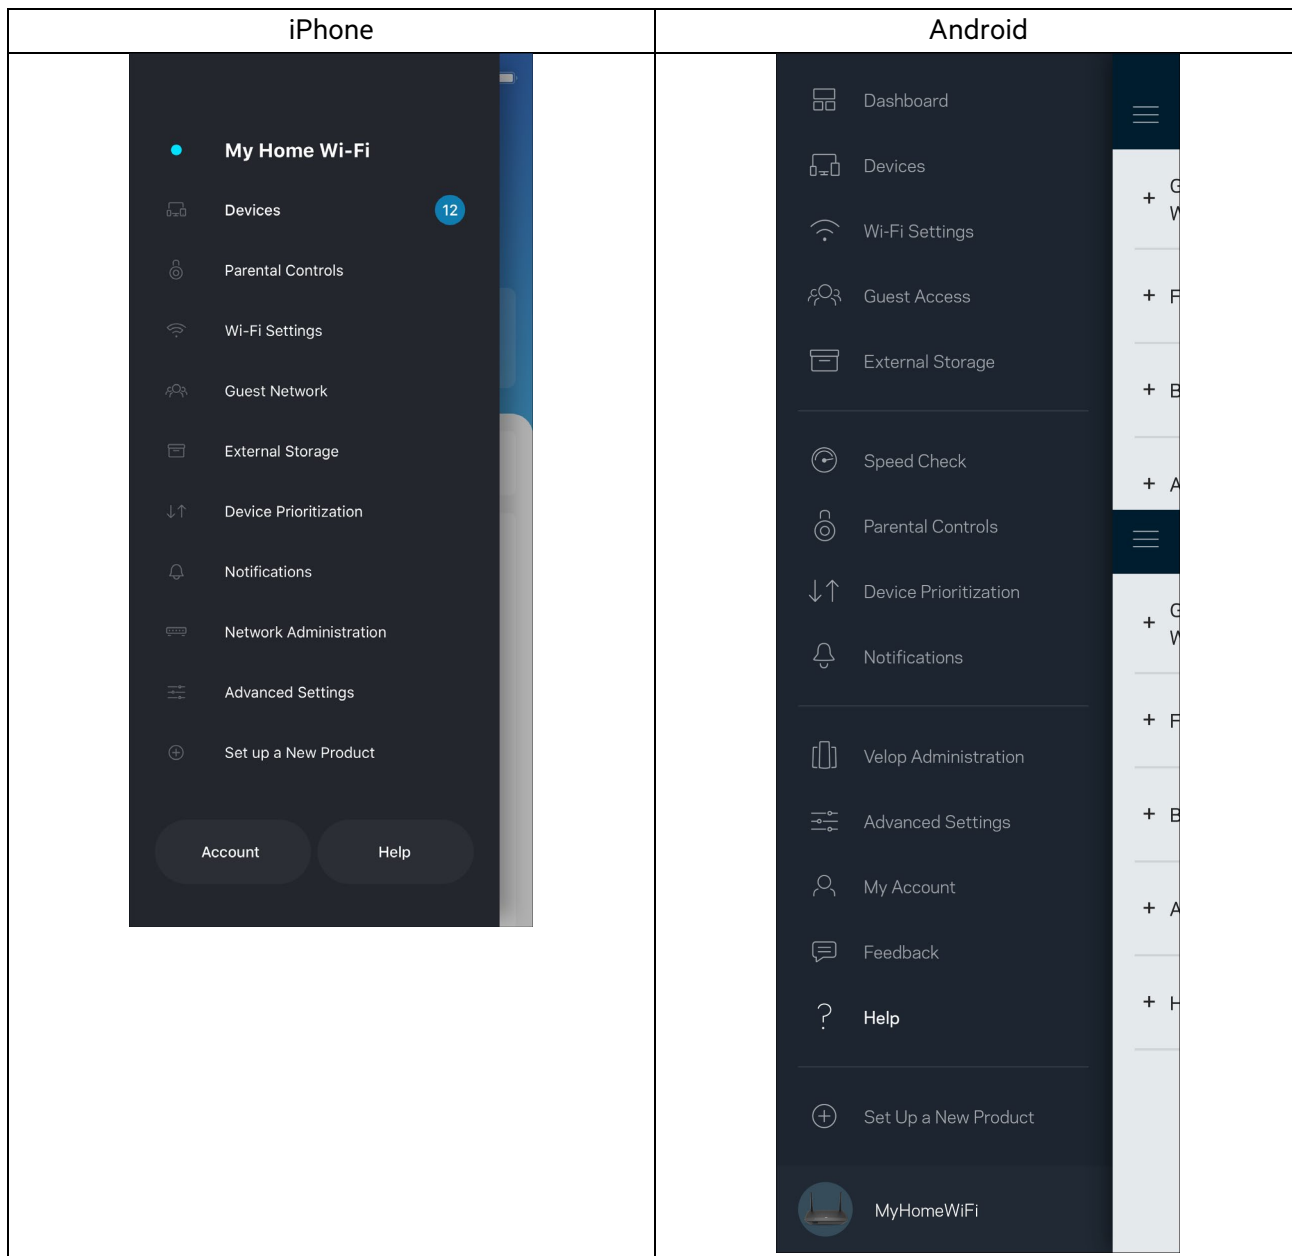 iPhone
Android
My Home Wi-Fi
Devices 12
Parental Controls
Wi-Fi Settings
Guest Network
External Storage
Device Prioritization
Notifications
Network Administration
Advanced Settings
Set up a New Product
Account Help
Dashboard
Devices
Wi-Fi Settings
Guest Access
External Storage
Speed Check
Parental Controls
Device Prioritization
Notifications
Velop Administration
Advanced Settings
My Account
Feedback
? Help
Set Up a New Product
MyHomeWiFi